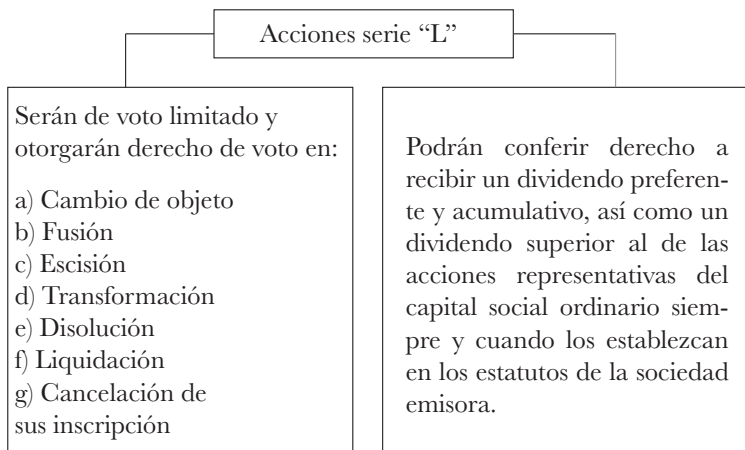 Acciones serie “L”
Serán de voto limitado y
otorgarán derecho de voto en:
a) Cambio de objeto
b) Fusión
c) Escisión
d) Transformación
e) Disolución
f) Liquidación
g) Cancelación de
sus inscripción
Podrán conferir derecho a
recibir un dividendo preferen-
te y acumulativo, así como un
dividendo superior al de las
acciones representativas del
capital social ordinario siem-
pre y cuando los establezcan
en los estatutos de la sociedad
emisora.